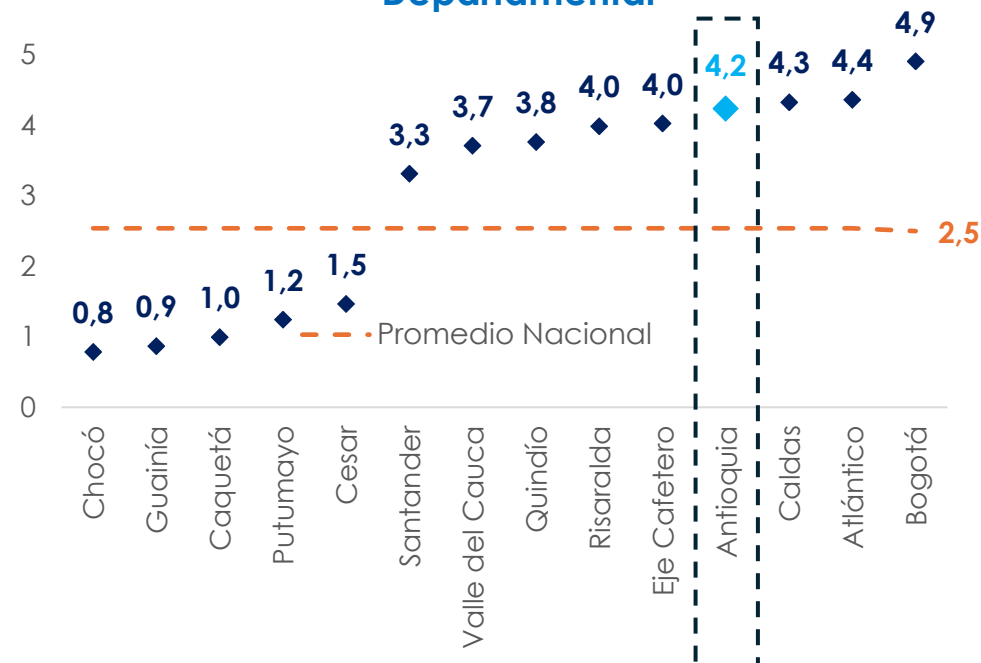 Departamental
5
4
3
2
1
0
0,8
0,9
1,0
1,2
1,5
3,3
3,7
3,8
4,0
4,0
4,2
4,3
4,4
4,9
2,5
Promedio Nacional
Chocó
Guainía
Caquetá
Putumayo
Cesar
Santander
Valle del Cauca
Quindío
Risaralda
Eje Cafetero
Antioquia
Caldas
Atlántico
Bogotá